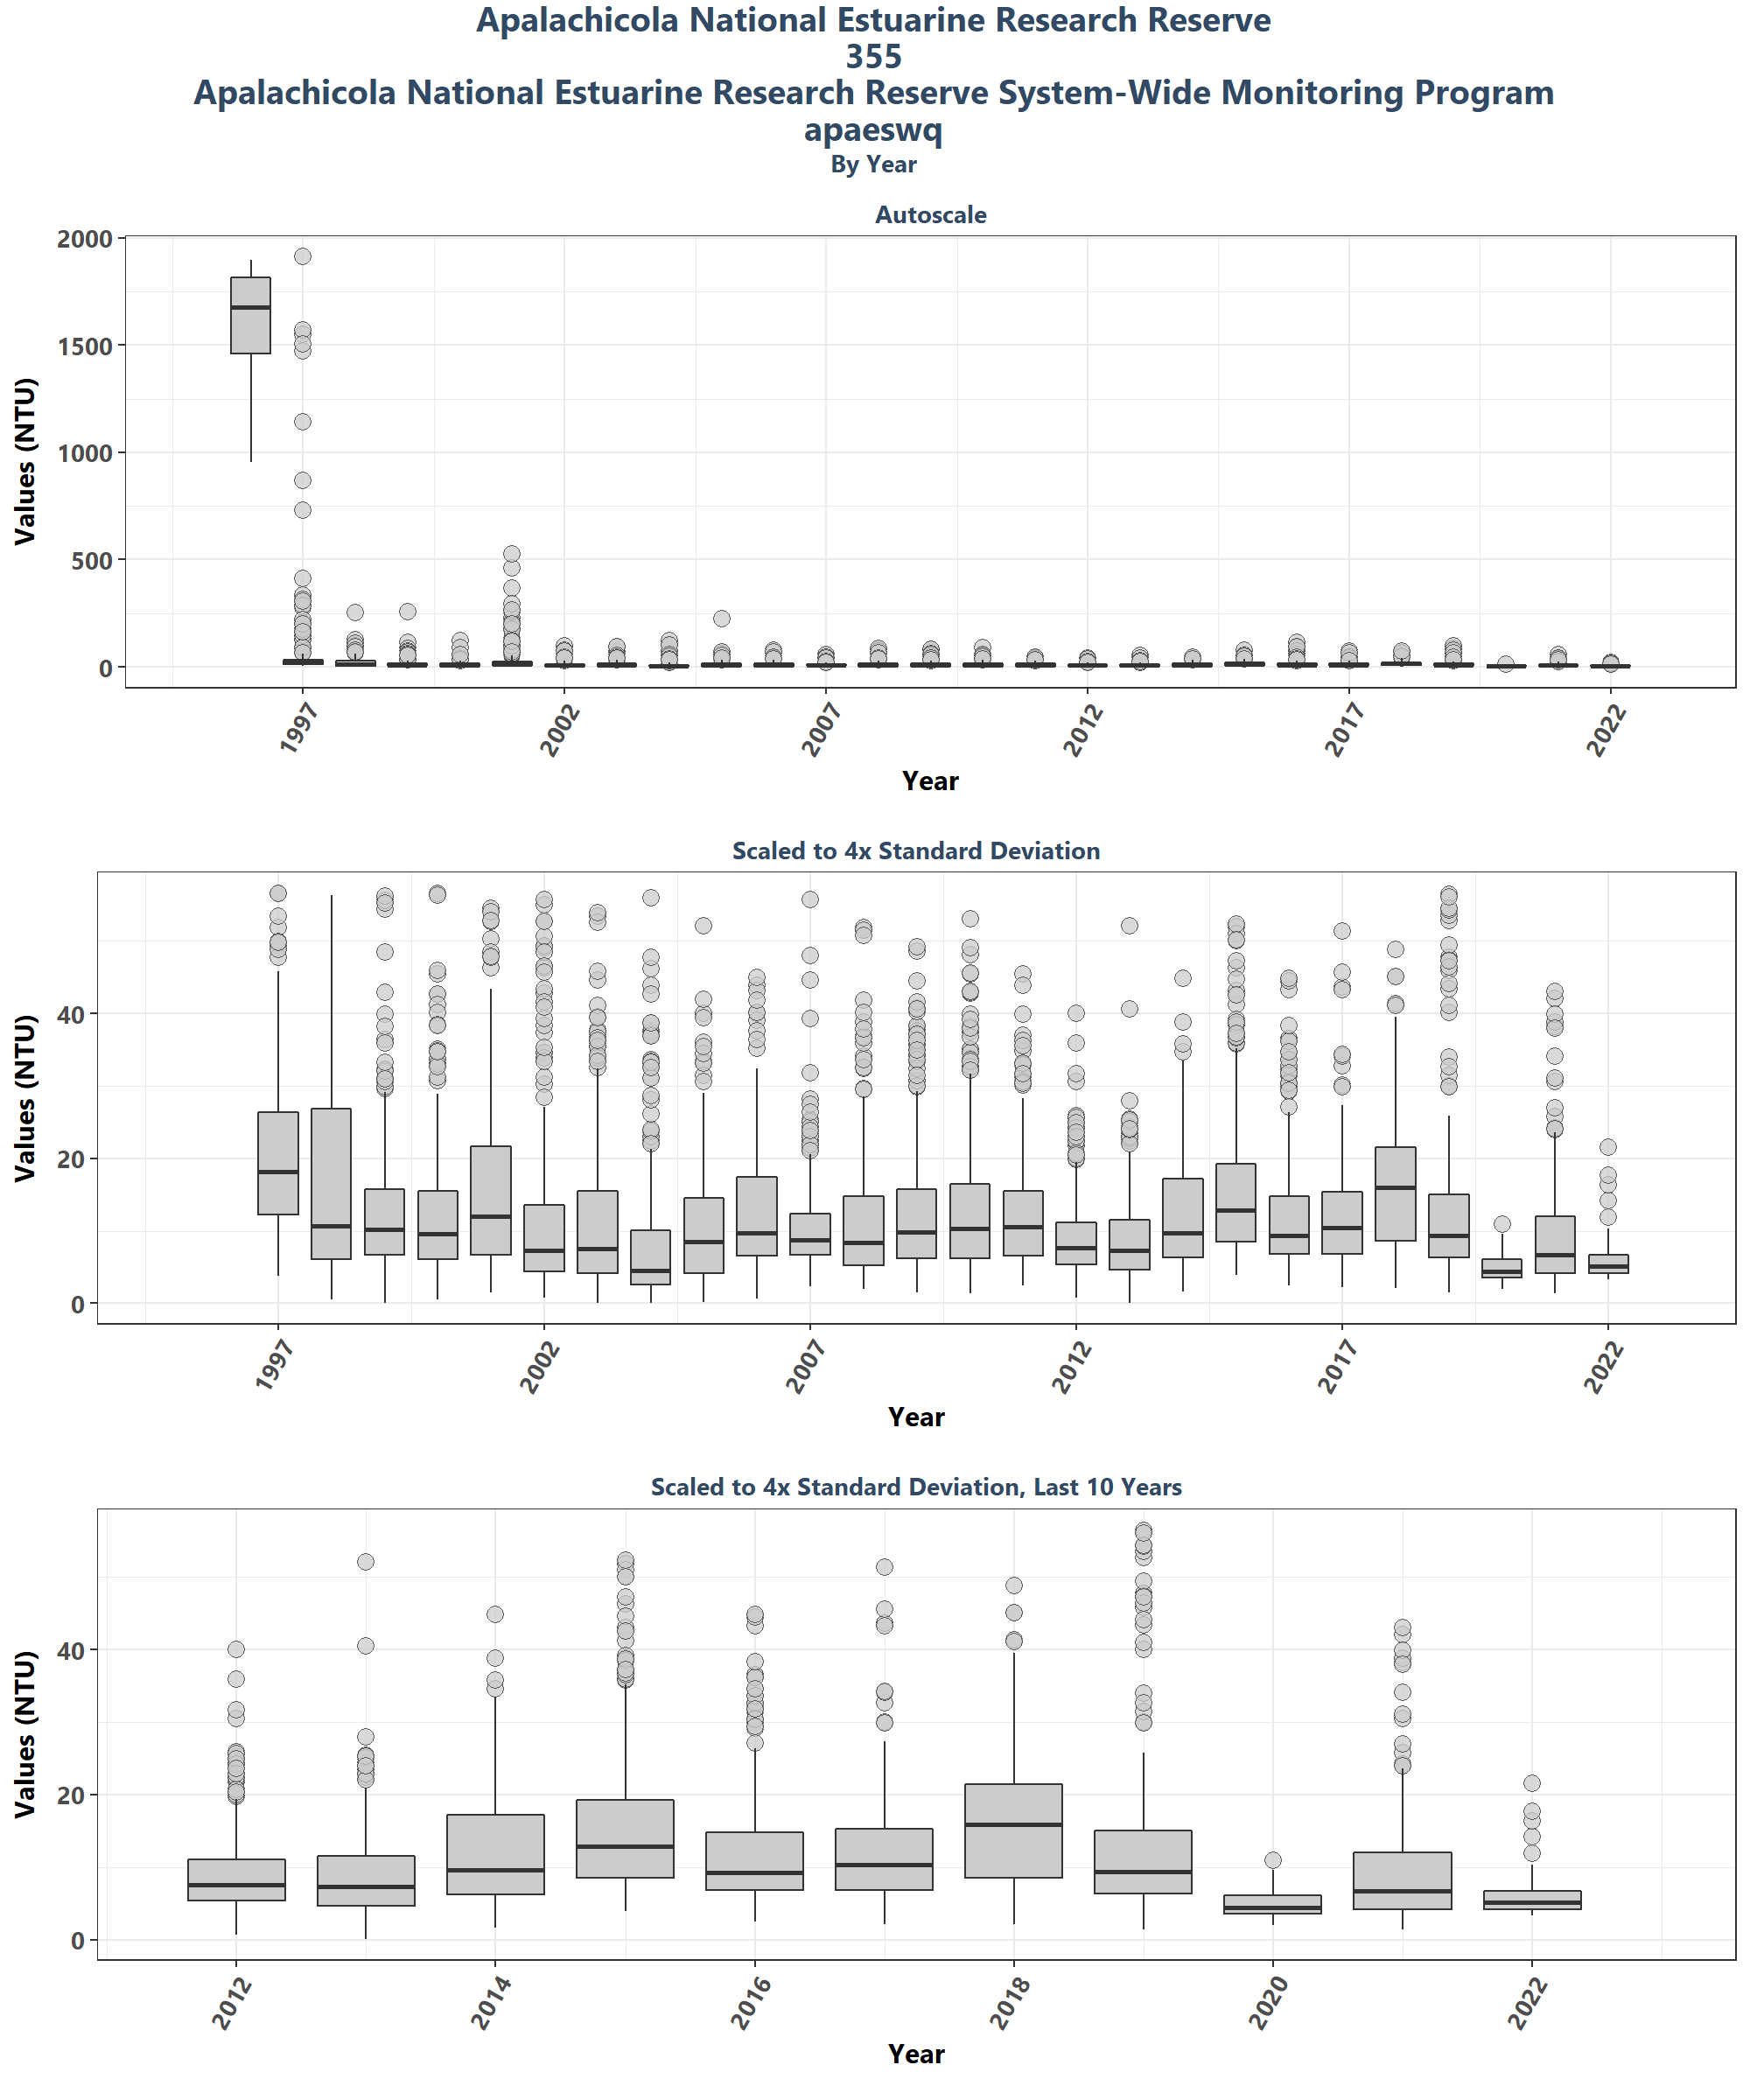 Apalachicola National Estuarine Research Reserve
355
Apalachicola National Estuarine Research Reserve System-Wide Monitoring Program
apaeswq
By Year
Autoscale
Values (NTU)
2000
1500
1000
500
0
1997
2002
2007
2012
2017
2022
Year
Scaled to 4x Standard Deviation
Values (NTU)
40
20
0
1997
2002
2007
2012
2017
2022
Year
Scaled to 4x Standard Deviation, Last 10 Years
Values (NTU)
40
20
0
2012
2014
2016
2018
2020
2022
Year